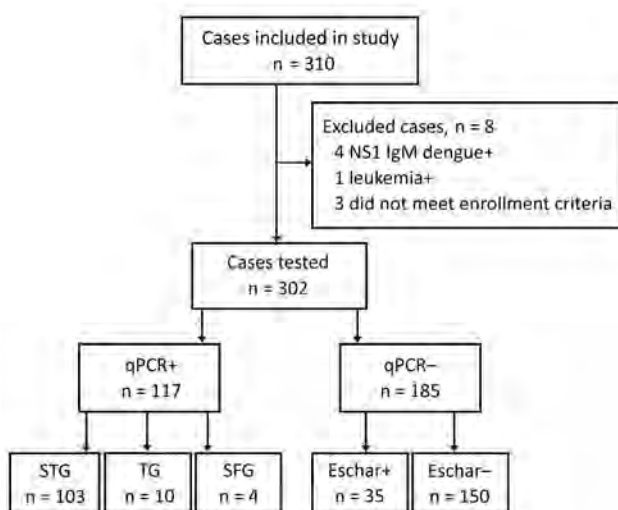 Cases included in study
n = 310
Excluded cases, n = 8
4 NS1 IgM dengue+
1 leukemia+
3 did not meet enrollment criteria
Cases tested
n = 302
qPCR+
n = 117
qPCR–
n = 185
STG
n = 103
TG
n = 10
SFG
n = 4
Eschar+
n = 35
Eschar–
n = 150